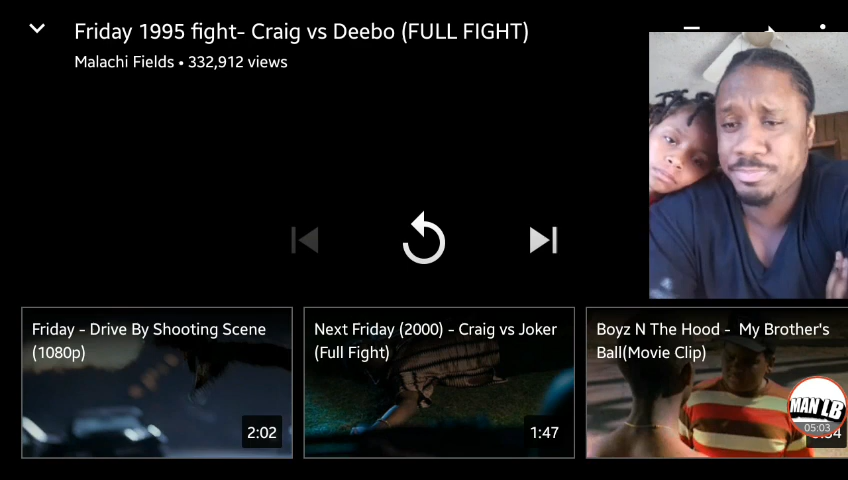 Friday 1995 fight- Craig vs Deebo (FULL FIGHT)
Malachi Fields • 332,912 views
Friday - Drive By Shooting Scene
(1080p)
2:02
Next Friday (2000) - Craig vs Joker
(Full Fight)
1:47
Boyz N The Hood - My Brother's
Ball(Movie Clip)
MAN LB
05:03